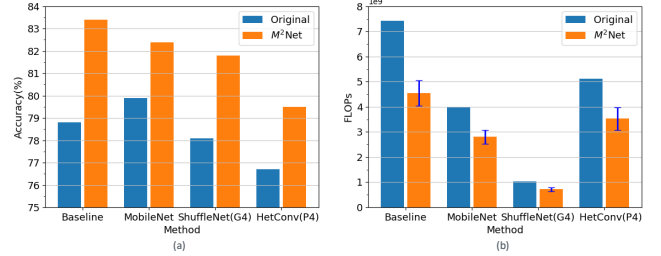 84
83
82
81
80
79
78
77
76
75
Accuracy(%)
Original
M²Net
Baseline MobileNet ShuffleNet(G4) HetConv(P4)
Method
(a)
1e9
8
7
6
5
4
3
2
1
0
FLOPs
Original
M²Net
Baseline MobileNet ShuffleNet(G4) HetConv(P4)
Method
(b)